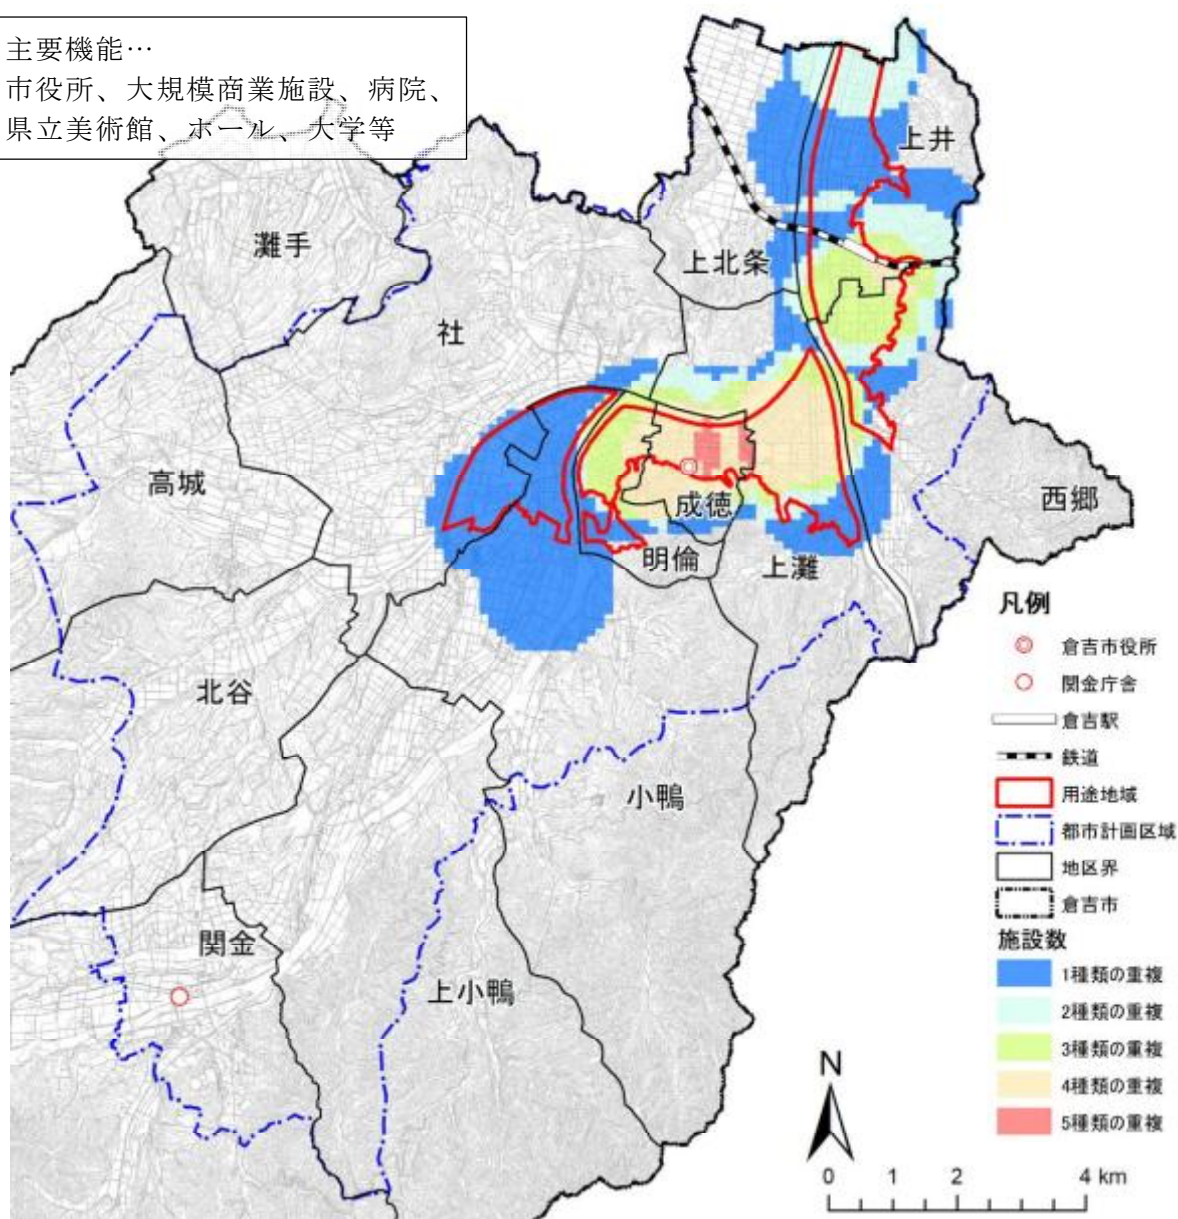 主要機能…
市役所、大規模商業施設、病院、
県立美術館、ホール、大学等
上井
灘手
上北条
社
高城
西郷
成徳
明倫
上灘
北谷
小鴨
関金
上小鴨
凡例
倉吉市役所
関金庁舎
倉吉駅
鉄道
用途地域
都市計画区域
地区界
倉吉市
施設数
1種類の重複
2種類の重複
3種類の重複
4種類の重複
5種類の重複
N
0 1 2 4 km